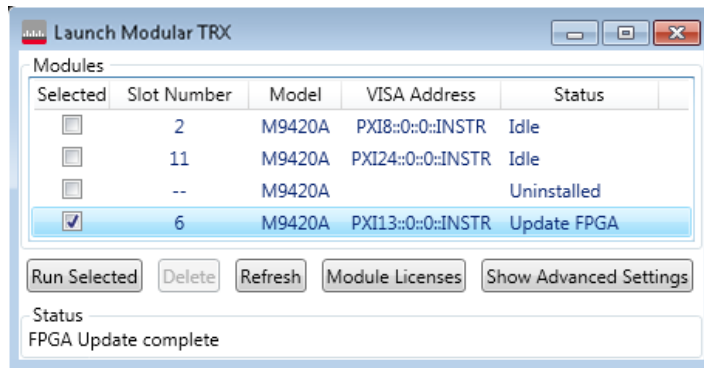 Launch Modular TRX
Modules
Selected Slot Number Model VISA Address Status
2 M9420A PXI8::0::0::INSTR Idle
11 M9420A PXI24::0::0::INSTR Idle
-- M9420A Uninstalled
6 M9420A PXI13::0::0::INSTR Update FPGA
Run Selected Delete Refresh Module Licenses Show Advanced Settings
Status
FPGA Update complete